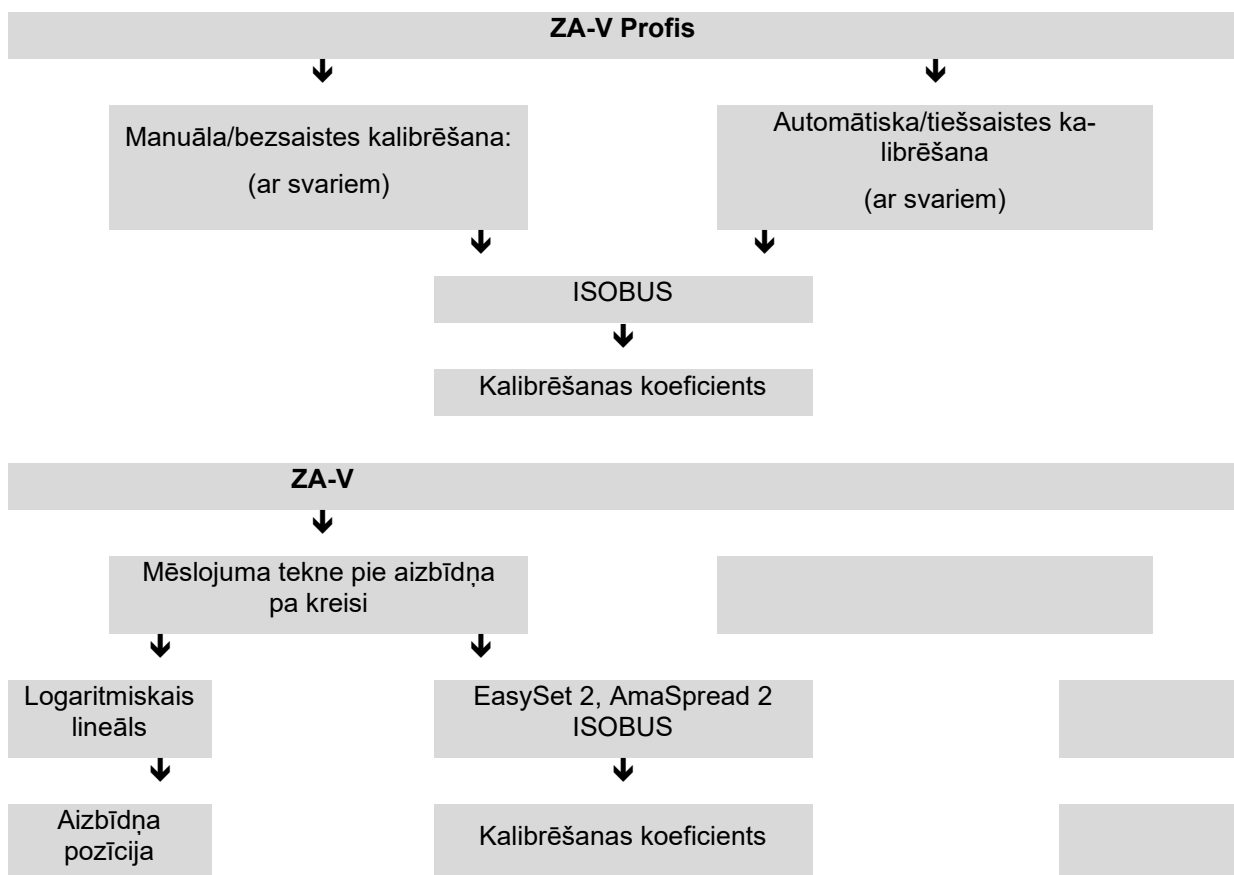 ZA-V Profis
Manuāla/bezsaistes kalibrēšana:
(ar svariem)
Automātiska/tiešsaistes ka-
librēšana
(ar svariem)
ISOBUS
Kalibrēšanas koeficients
ZA-V
Mēslojuma tekne pie aizbīdņa
pa kreisi
Logaritmiskais
lineāls
EasySet 2, AmaSpread 2
ISOBUS
Aizbīdņa
pozīcija
Kalibrēšanas koeficients